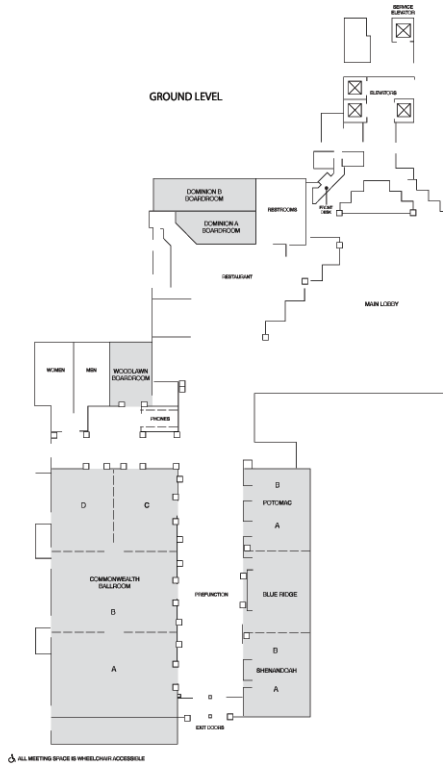 SERVICE
ELEVATOR
GROUND LEVEL
ELEVATORS
DOMINION B
BOARDROOM
RESTROOMS
FRONT
DESK
DOMINION A
BOARDROOM
RESTAURANT
MAIN LOBBY
WOMEN
MEN
WOODLAWN
BOARDROOM
PHONES
D
C
B
POTOMAC
A
COMMONWEALTH
BALLROOM
B
PREFUNCTION
BLUE RIDGE
A
B
SHENANDOAH
A
EXIT DOORS
ALL MEETING SPACE IS WHEELCHAIR ACCESSIBLE